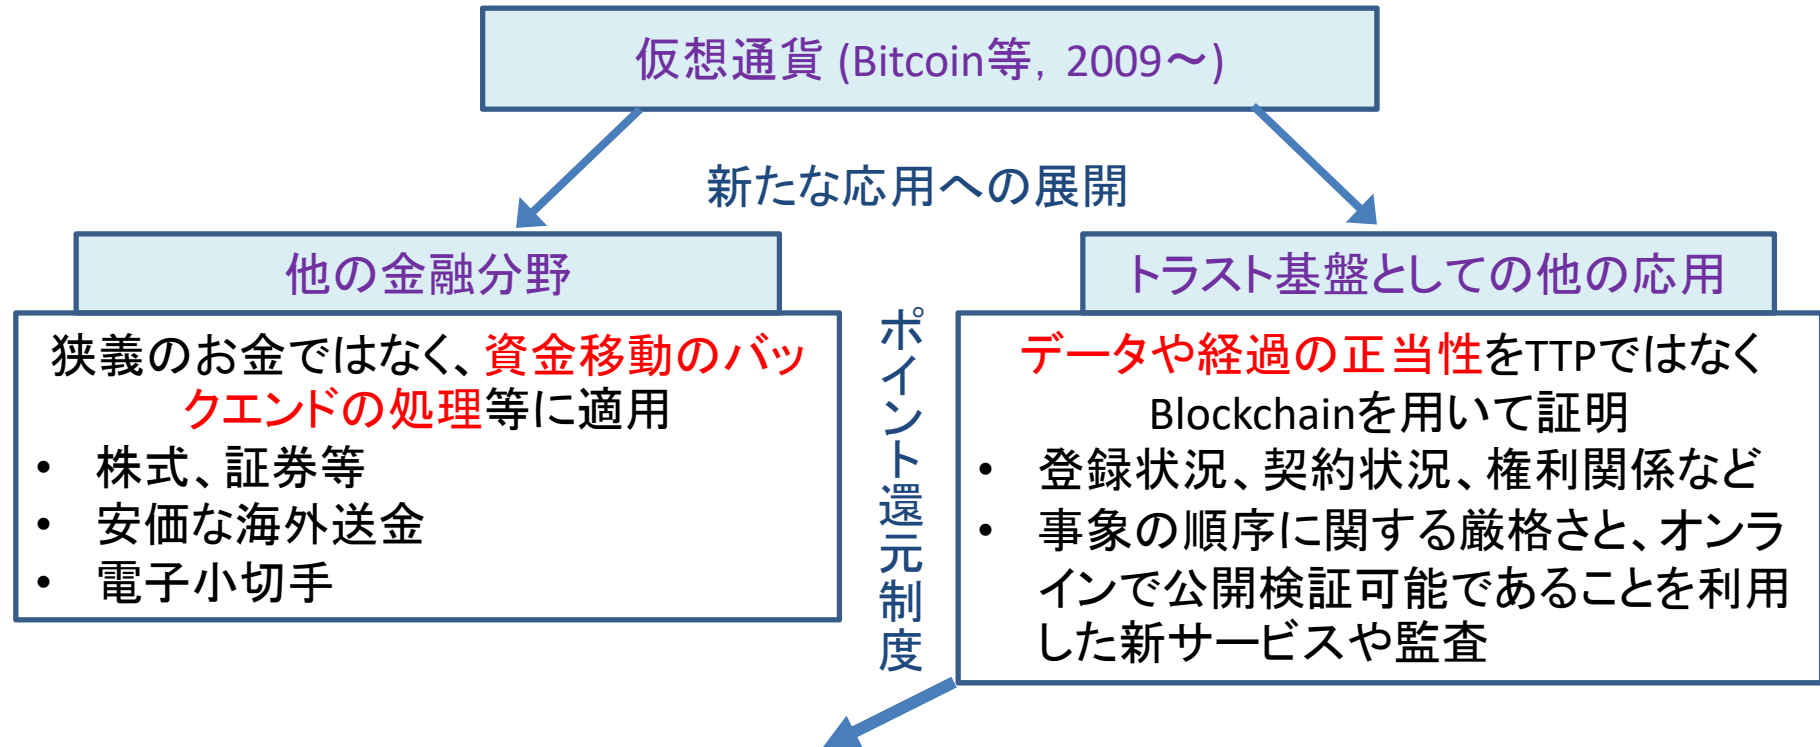 仮想通貨 (Bitcoin等, 2009〜)
新たな応用への展開
他の金融分野
狭義のお金ではなく、資金移動のバッ
クエンドの処理等に適用
• 株式、証券等
• 安価な海外送金
• 電子小切手
ポイント還元制度
トラスト基盤としての他の応用
データや経過の正当性をTTPではなく
Blockchainを用いて証明
• 登録状況、契約状況、権利関係など
• 事象の順序に関する厳格さと、オンラ
インで公開検証可能であることを利用
した新サービスや監査